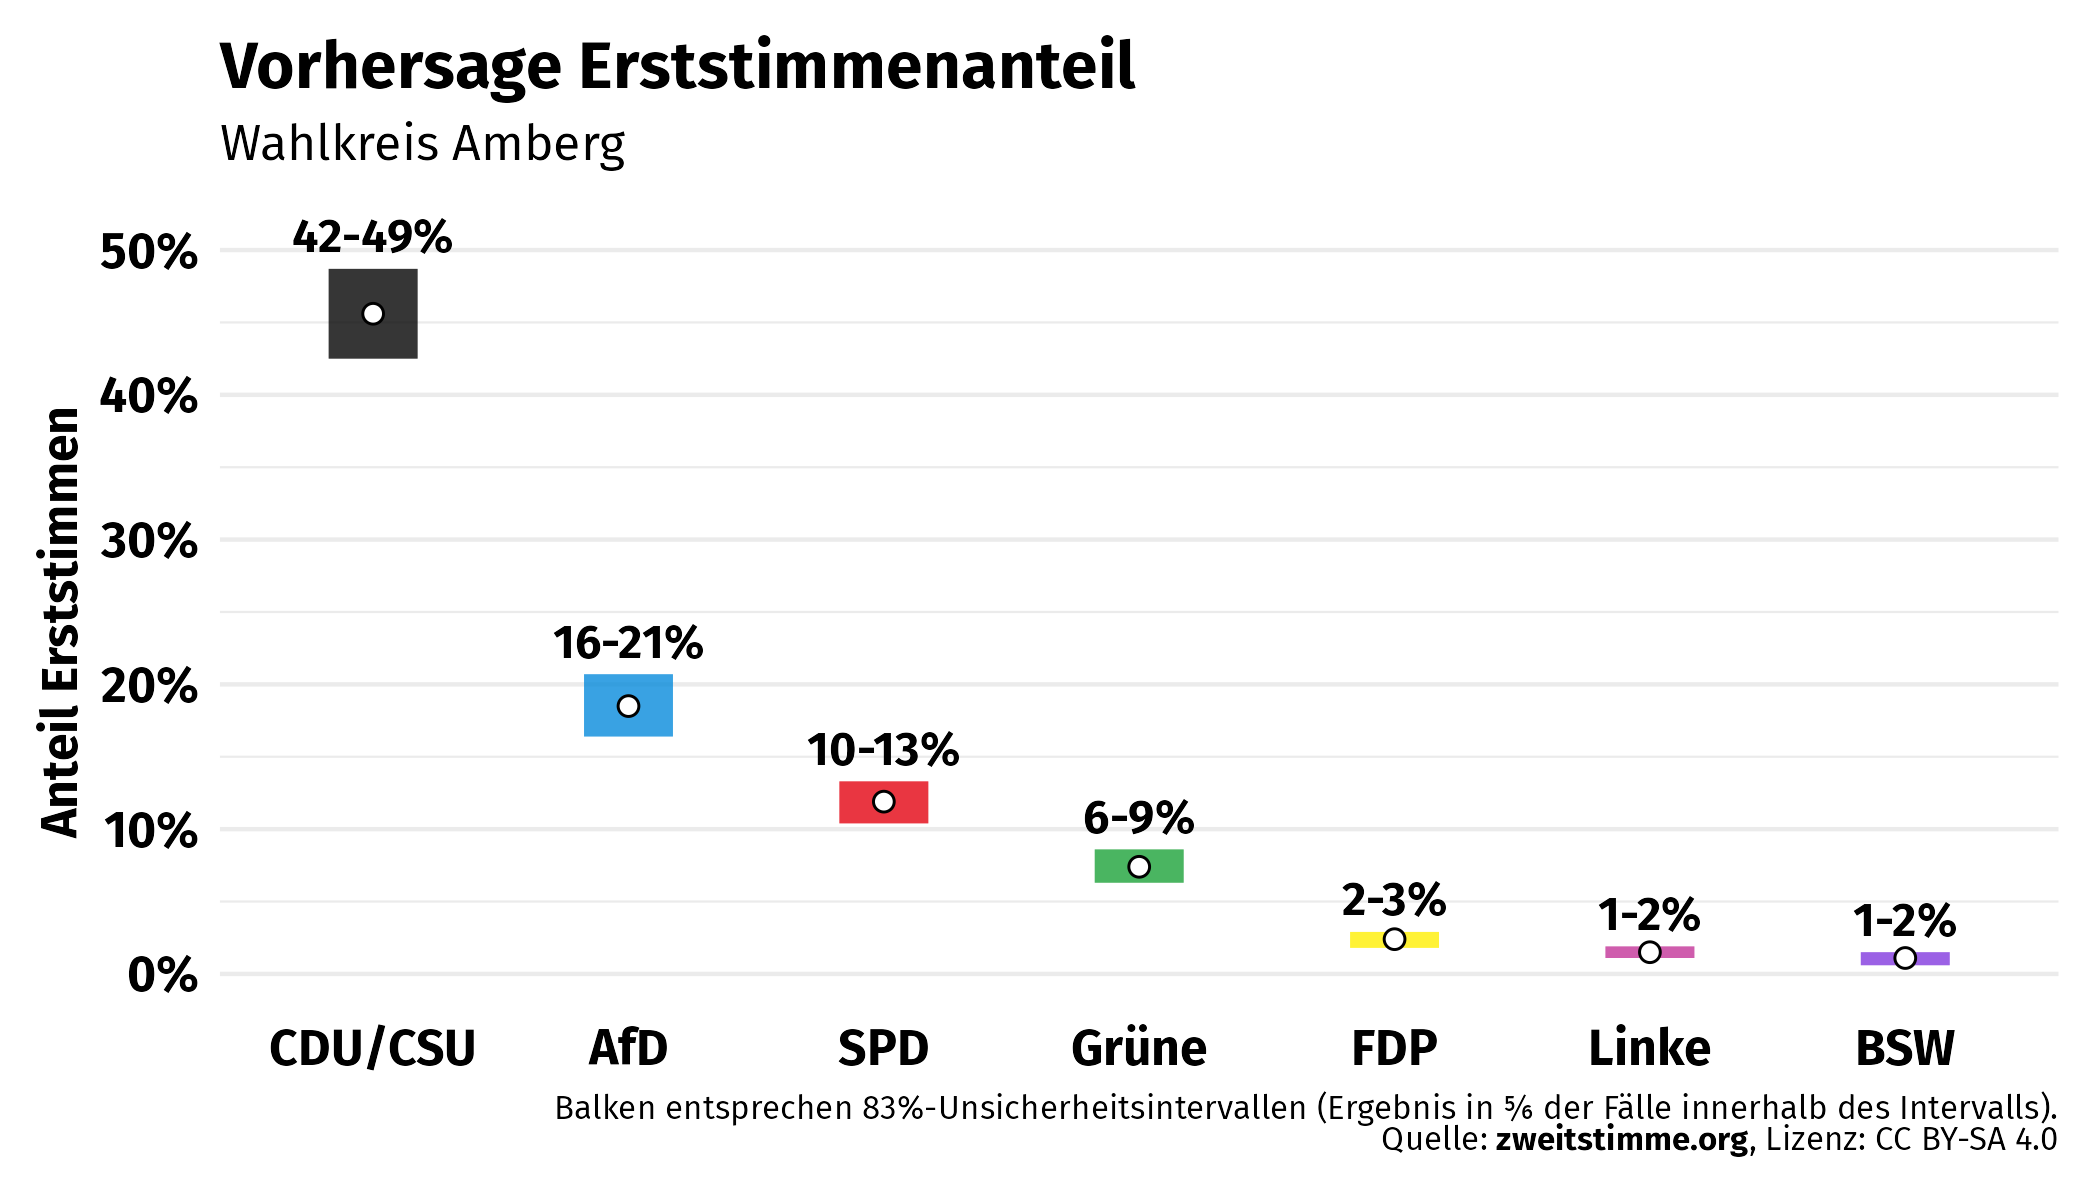 Vorhersage Erststimmenanteil
Wahlkreis Amberg
Anteil Erststimmen
50%
40%
30%
20%
10%
0%
42-49%
16-21%
10-13%
6-9%
2-3%
1-2%
1-2%
CDU/CSU AfD SPD Grüne FDP Linke BSW
Balken entsprechen 83%-Unsicherheitsintervallen (Ergebnis in ⅚ der Fälle innerhalb des Intervalls).
Quelle: zweitstimme.org, Lizenz: CC BY-SA 4.0